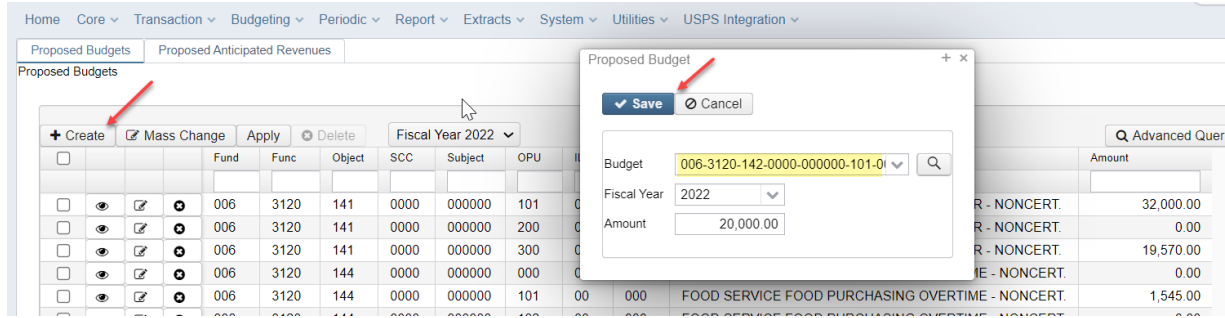 Home Core Transaction Budgeting Periodic Report Extracts System Utilities USPS Integration
Proposed Budgets Proposed Anticipated Revenues
Proposed Budgets
Proposed Budget
Save Cancel
Create Mass Change Apply Delete Fiscal Year 2022 Advanced Quer
Fund Func Object SCC Subject OPU Amount
Budget 006-3120-142-0000-000000-101-0
Fiscal Year 2022
Amount 20,000.00
006 3120 141 0000 000000 101 R - NONCERT. 32,000.00
006 3120 141 0000 000000 200 R - NONCERT. 0.00
006 3120 141 0000 000000 300 R - NONCERT. 19,570.00
006 3120 144 0000 000000 000 ME - NONCERT. 0.00
006 3120 144 0000 000000 101 00 000 FOOD SERVICE FOOD PURCHASING OVERTIME - NONCERT. 1,545.00